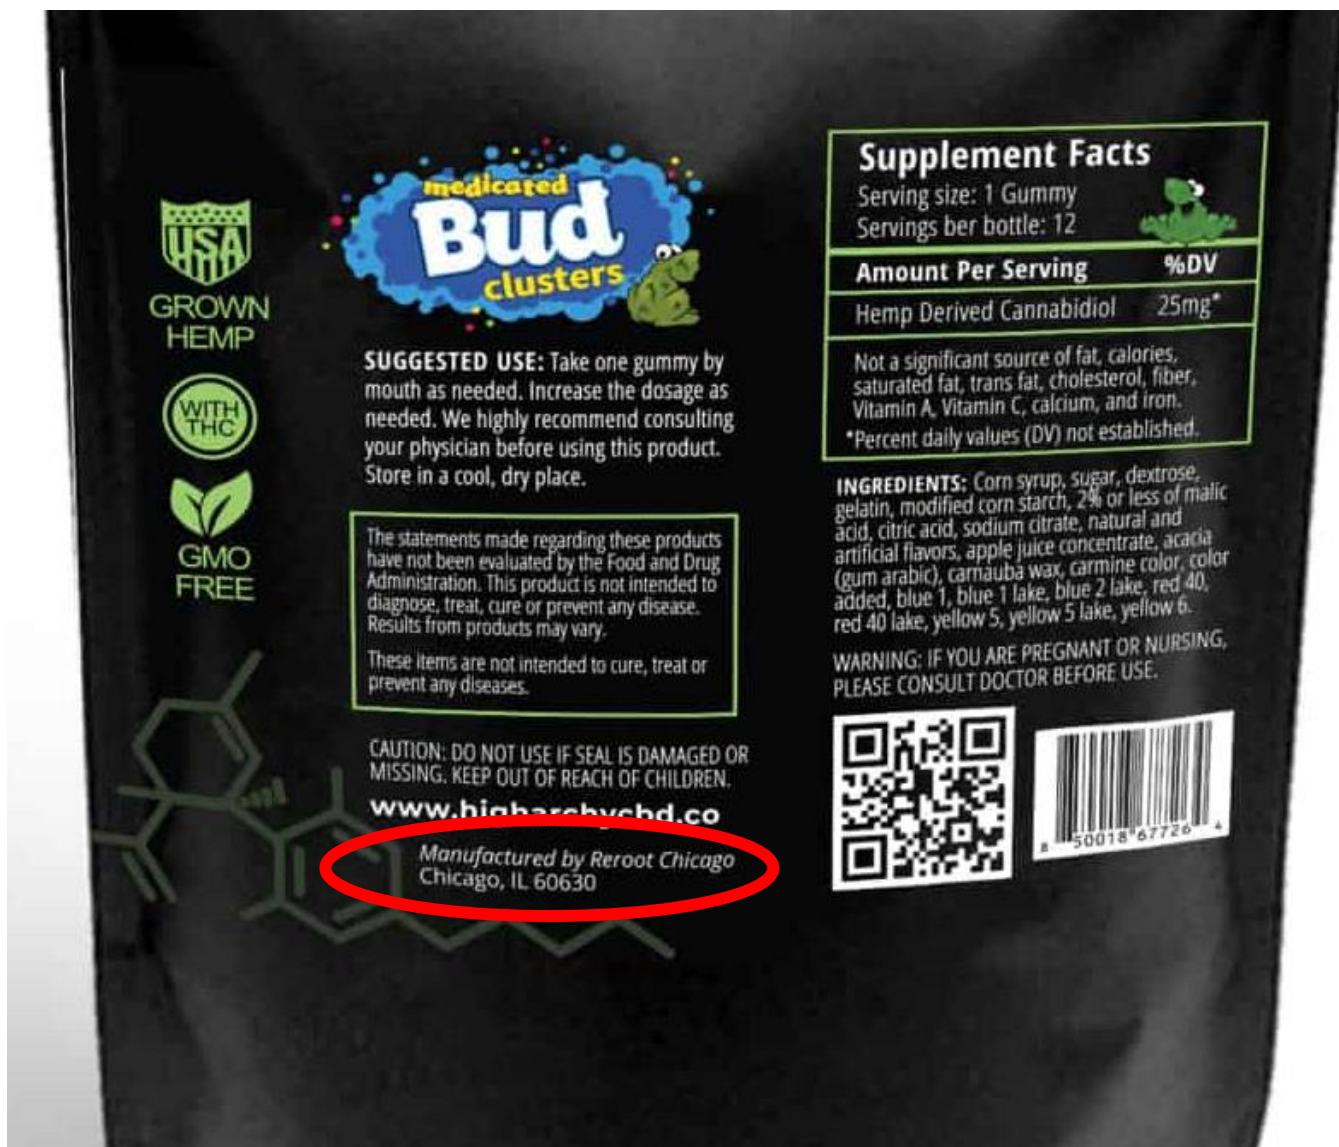 USA
GROWN
HEMP
WITH
THC
GMO
FREE
medicated
Bud
clusters
SUGGESTED USE: Take one gummy by
mouth as needed. Increase the dosage as
needed. We highly recommend consulting
your physician before using this product.
Store in a cool, dry place.
The statements made regarding these products
have not been evaluated by the Food and Drug
Administration. This product is not intended to
diagnose, treat, cure or prevent any disease.
Results from products may vary.
These items are not intended to cure, treat or
prevent any diseases.
CAUTION: DO NOT USE IF SEAL IS DAMAGED OR
MISSING. KEEP OUT OF REACH OF CHILDREN.
Manufactured by Reroot Chicago
Chicago, IL 60630
Supplement Facts
Serving size: 1 Gummy
Servings ber bottle: 12
Amount Per Serving %DV
Hemp Derived Cannabidiol 25mg*
Not a significant source of fat, calories,
saturated fat, trans fat, cholesterol, fiber,
Vitamin A, Vitamin C, calcium, and iron.
*Percent daily values (DV) not established.
INGREDIENTS: Corn syrup, sugar, dextrose,
gelatin, modified corn starch, 2% or less of malic
acid, citric acid, sodium citrate, natural and
artificial flavors, apple juice concentrate, acacia
(gum arabic), carnauba wax, carmine color, color
added, blue 1, blue 1 lake, blue 2 lake, red 40,
red 40 lake, yellow 5, yellow 5 lake, yellow 6.
WARNING: IF YOU ARE PREGNANT OR NURSING,
PLEASE CONSULT DOCTOR BEFORE USE.
8 50018 67726 4